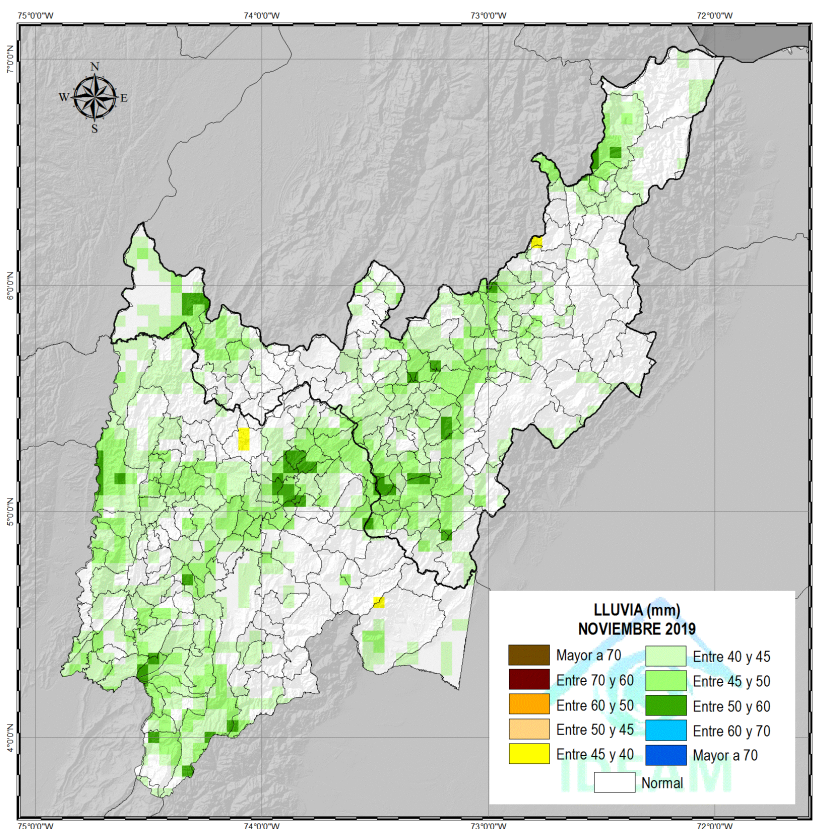 75°0'0"W 74°0'0"W 73°0'0"W 72°0'0"W
7°0'0"N
N
W E
S
6°0'0"N
5°0'0"N
4°0'0"N
LLUVIA (mm)
NOVIEMBRE 2019
Mayor a 70 Entre 40 y 45
Entre 70 y 60 Entre 45 y 50
Entre 60 y 50 Entre 50 y 60
Entre 50 y 45 Entre 60 y 70
Entre 45 y 40 Mayor a 70
IDEAM
Normal
75°0'0"W 74°0'0"W 73°0'0"W 72°0'0"W